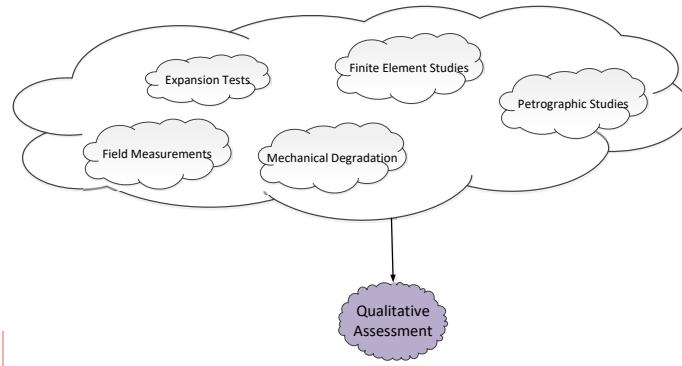 Expansion Tests
Finite Element Studies
Petrographic Studies
Field Measurements
Mechanical Degradation
Qualitative
Assessment